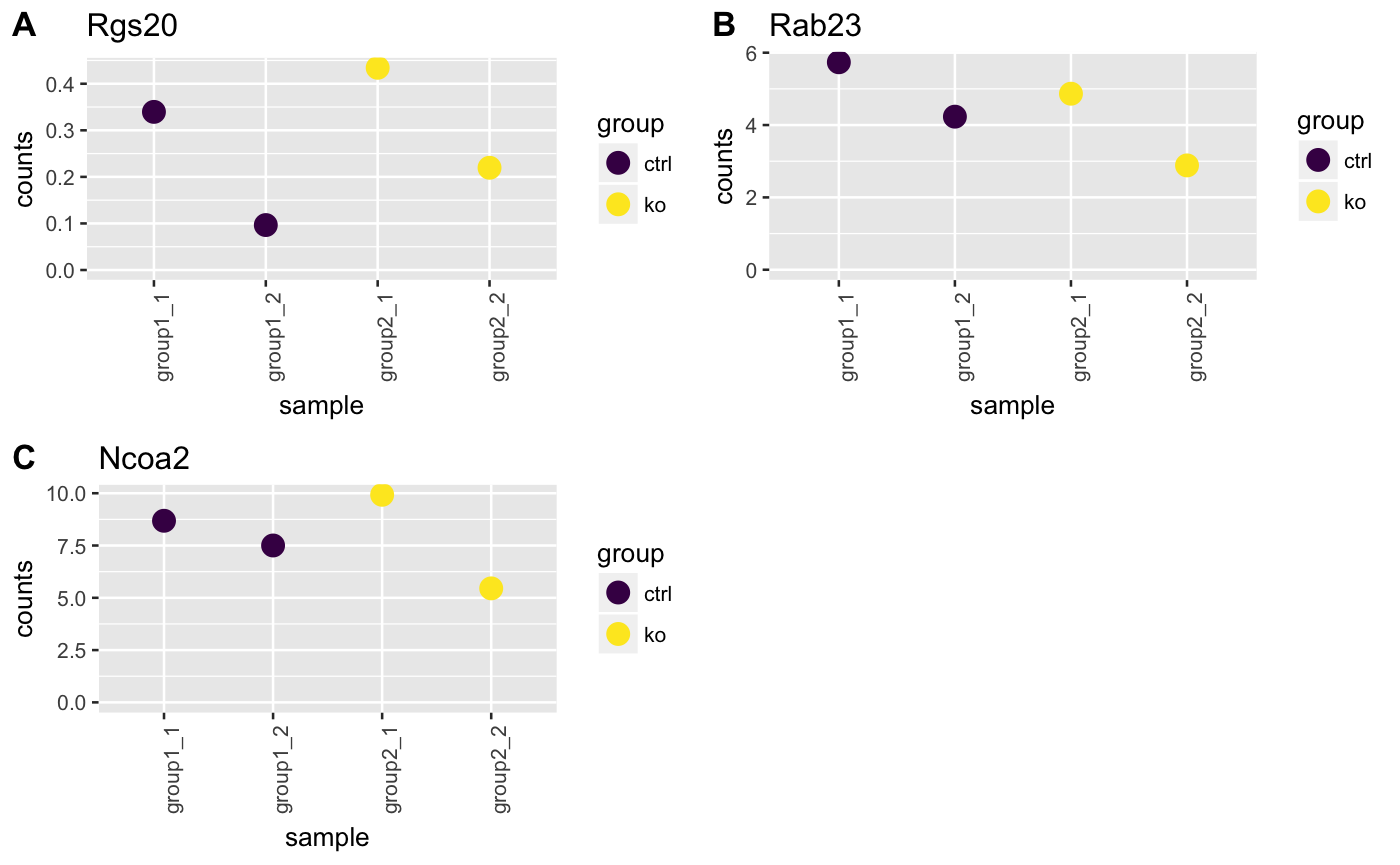 A Rgs20
0.4
0.3
0.2
0.1
0.0
counts
group1_1
group1_2
group2_1
group2_2
sample
group
ctrl
ko
B Rab23
6
4
2
0
counts
group1_1
group1_2
group2_1
group2_2
sample
group
ctrl
ko
C Ncoa2
10.0
7.5
5.0
2.5
0.0
counts
group1_1
group1_2
group2_1
group2_2
sample
group
ctrl
ko